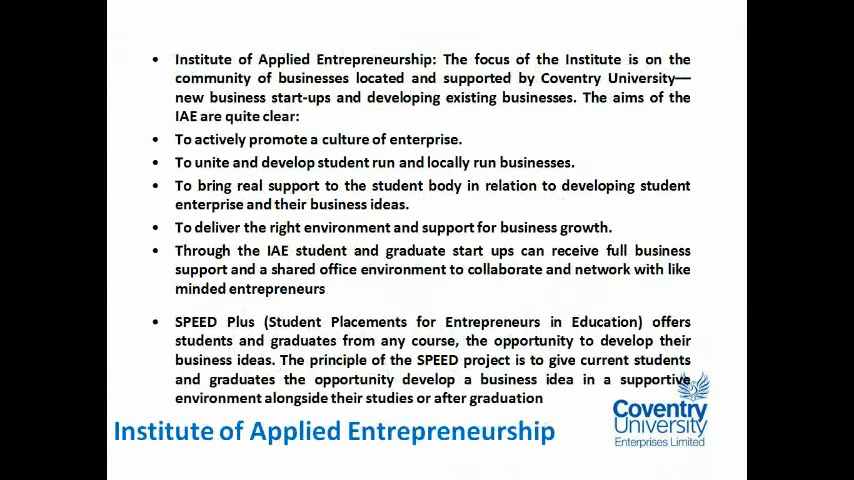 • Institute of Applied Entrepreneurship: The focus of the Institute is on the
community of businesses located and supported by Coventry University—
new business start-ups and developing existing businesses. The aims of the
IAE are quite clear:
• To actively promote a culture of enterprise.
• To unite and develop student run and locally run businesses.
• To bring real support to the student body in relation to developing student
enterprise and their business ideas.
• To deliver the right environment and support for business growth.
• Through the IAE student and graduate start ups can receive full business
support and a shared office environment to collaborate and network with like
minded entrepreneurs
• SPEED Plus (Student Placements for Entrepreneurs in Education) offers
students and graduates from any course, the opportunity to develop their
business ideas. The principle of the SPEED project is to give current students
and graduates the opportunity develop a business idea in a supportive
environment alongside their studies or after graduation
Institute of Applied Entrepreneurship
Coventry
University
Enterprises Limited